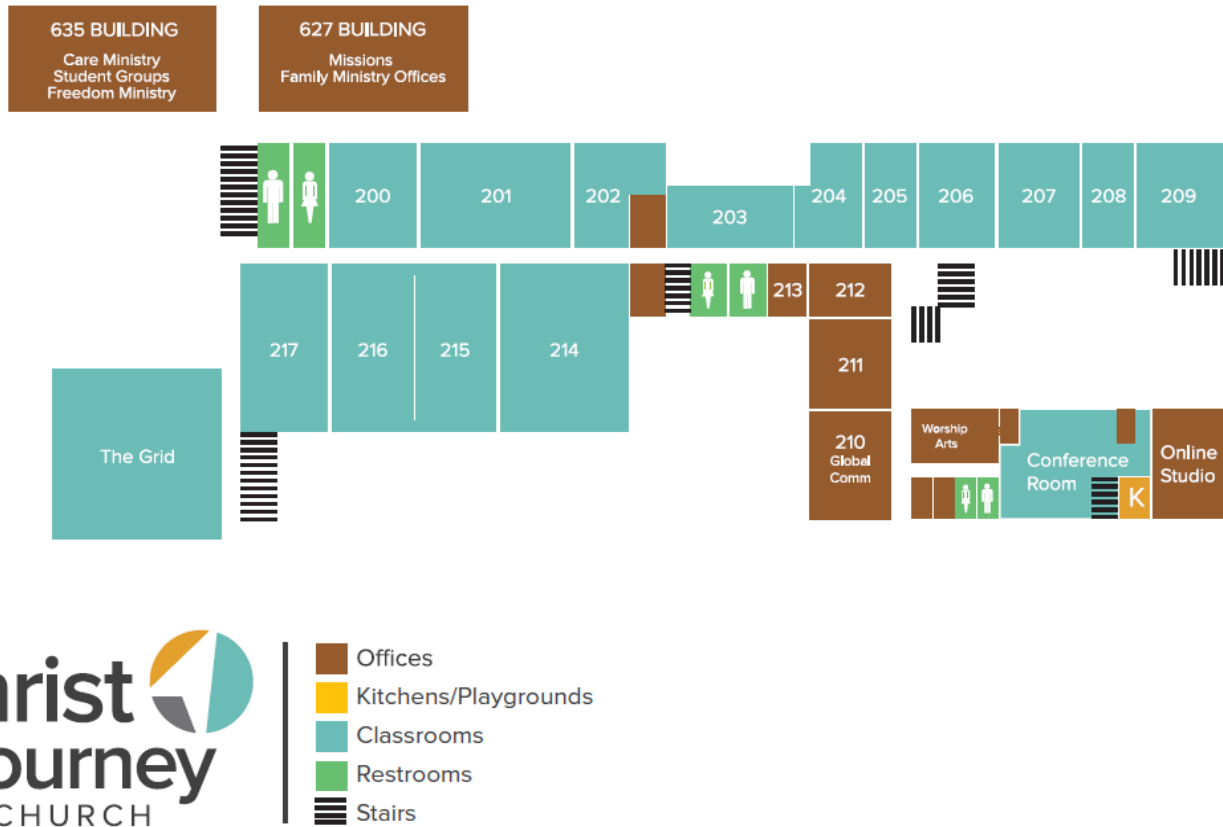 635 BUILDING
Care Ministry
Student Groups
Freedom Ministry
627 BUILDING
Missions
Family Ministry Offices
200
201
202
203
204
205
206
207
208
209
217
216
215
214
213
212
211
210
Global
Comm
The Grid
Worship
Arts
Conference
Room
K
Online
Studio
hrist
ourney
CHURCH
Offices
Kitchens/Playgrounds
Classrooms
Restrooms
Stairs